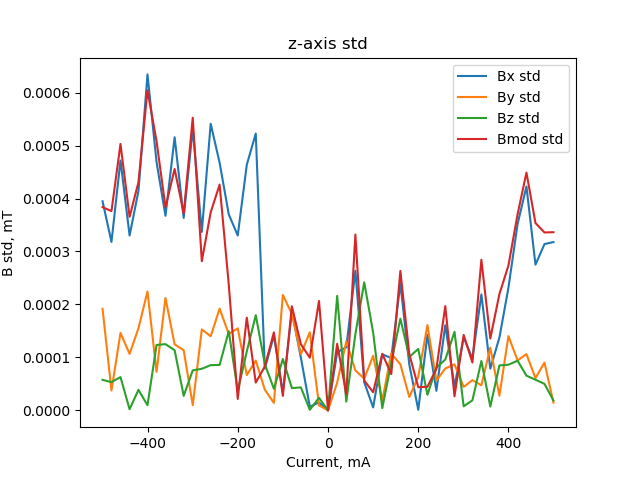 z-axis std
Bx std
By std
Bz std
Bmod std
B std, mT
0.0006
0.0005
0.0004
0.0003
0.0002
0.0001
0.0000
−400
−200
0
200
400
Current, mA